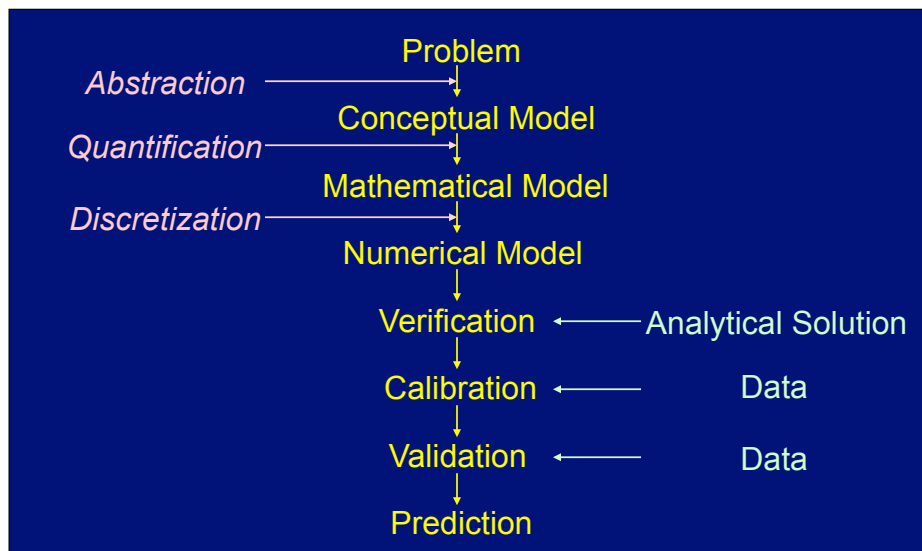 Problem
Abstraction
Conceptual Model
Quantification
Mathematical Model
Discretization
Numerical Model
Verification
Analytical Solution
Calibration
Data
Validation
Data
Prediction